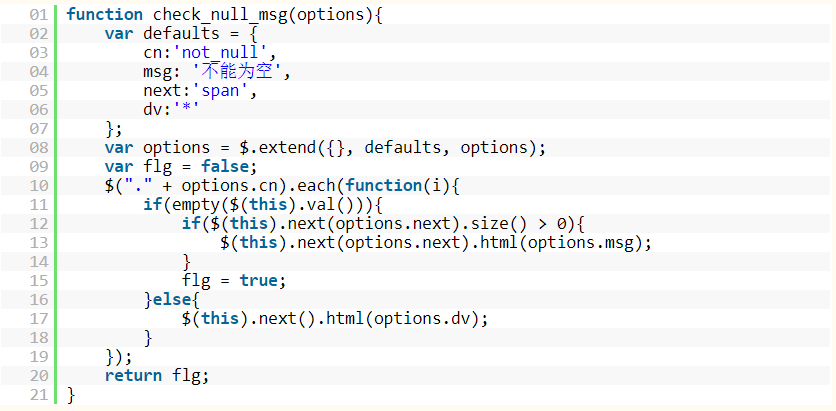 01 function check_null_msg(options){
02     var defaults = {
03         cn:'not_null',
04         msg: '不能为空',
05         next:'span',
06         dv:'*'
07     };
08     var options = $.extend({}, defaults, options);
09     var flg = false;
10     $("." + options.cn).each(function(i){
11         if(empty($(this).val())){
12             if($(this).next(options.next).size() > 0){
13                 $(this).next(options.next).html(options.msg);
14             }
15             flg = true;
16         }else{
17             $(this).next().html(options.dv);
18         }
19     });
20     return flg;
21 }